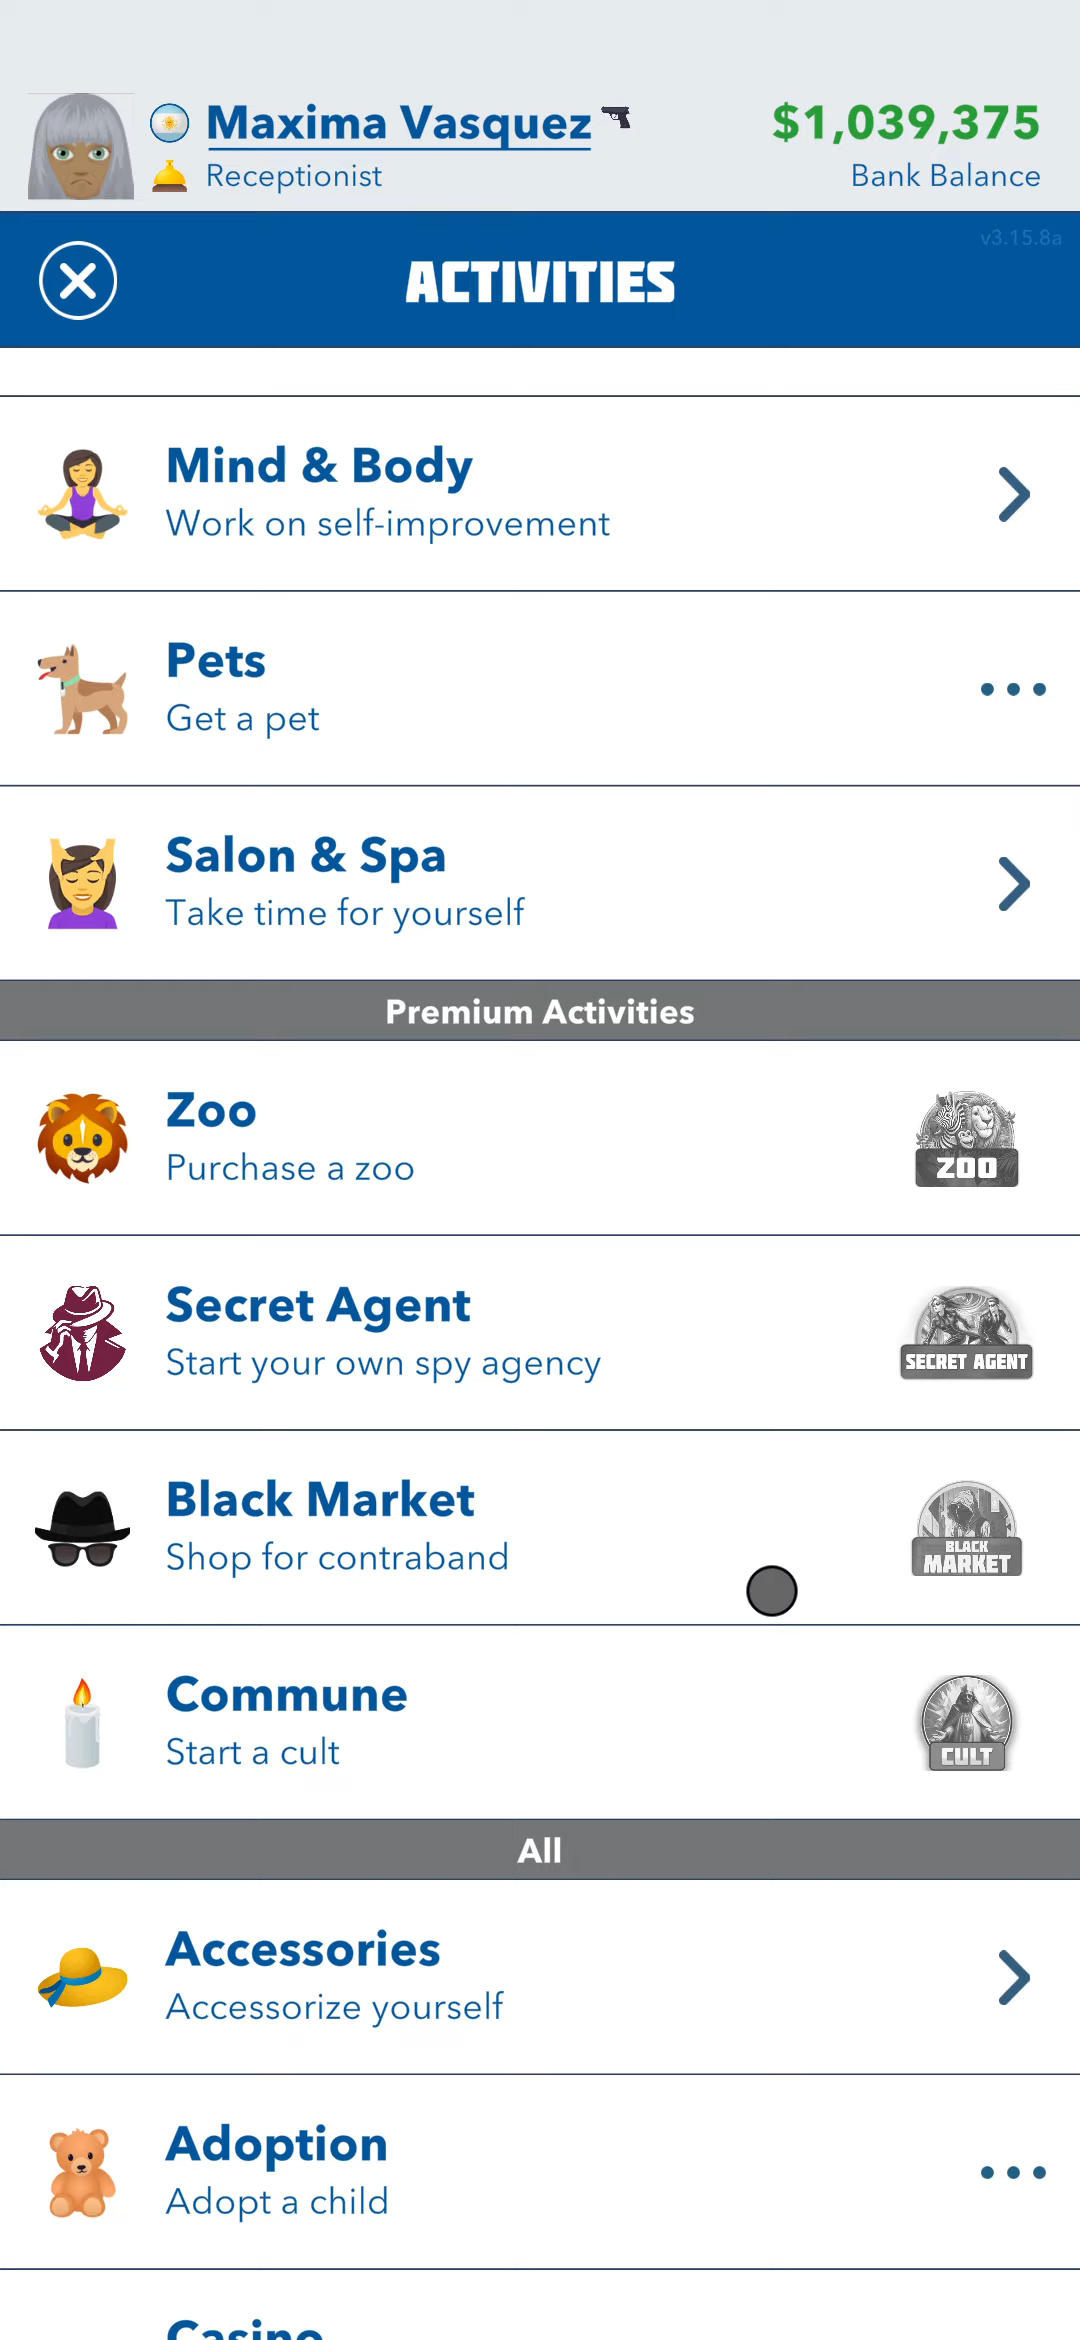 Maxima Vasquez
$1,039,375
Receptionist
Bank Balance
v3.15.8a
ACTIVITIES
Mind & Body
Work on self-improvement
Pets
Get a pet
Salon & Spa
Take time for yourself
Premium Activities
Zoo
Purchase a zoo
ZOO
Secret Agent
Start your own spy agency
SECRET AGENT
Black Market
Shop for contraband
BLACK
MARKET
Commune
Start a cult
CULT
All
Accessories
Accessorize yourself
Adoption
Adopt a child
Casino